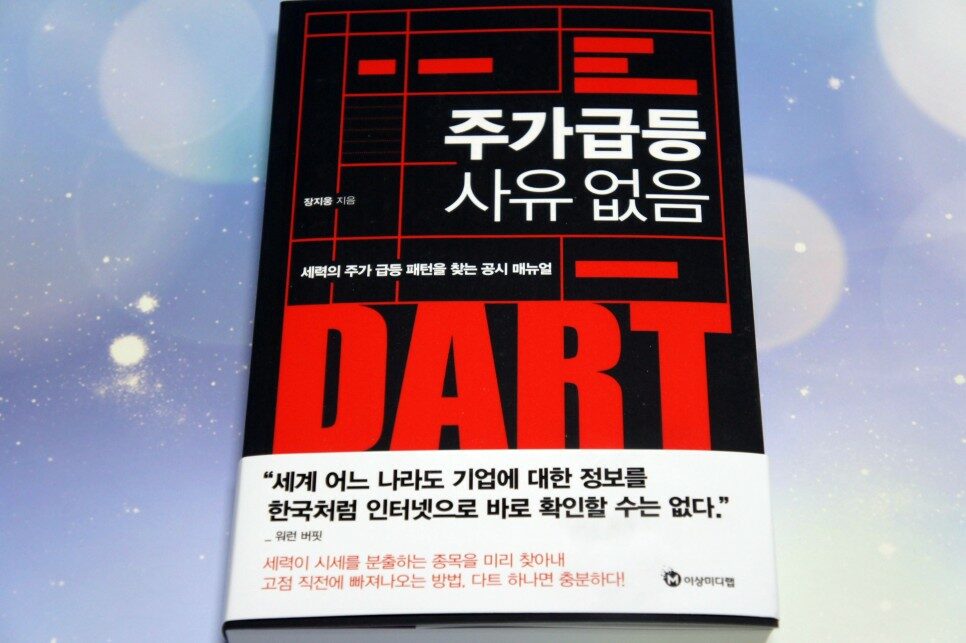 주가급등
사유 없음
장지웅 지음
세력의 주가 급등 패턴을 찾는 공시 매뉴얼
DART
“세계 어느 나라도 기업에 대한 정보를
한국처럼 인터넷으로 바로 확인할 수는 없다.”
_ 워런 버핏
세력이 시세를 분출하는 종목을 미리 찾아내
고점 직전에 빠져나오는 방법, 다트 하나면 충분하다!
M 이상미디랩